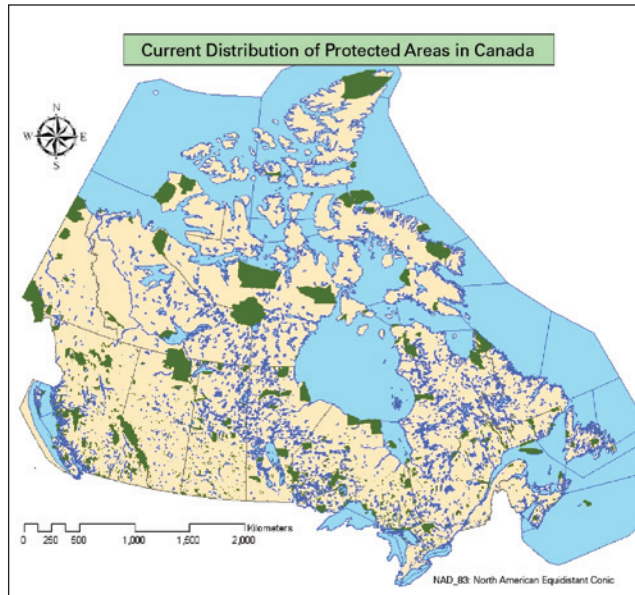 Current Distribution of Protected Areas in Canada
N
W E
S
Kilometers
0 250 500 1,000 1,500 2,000
NAD_83: North American Equidistant Conic